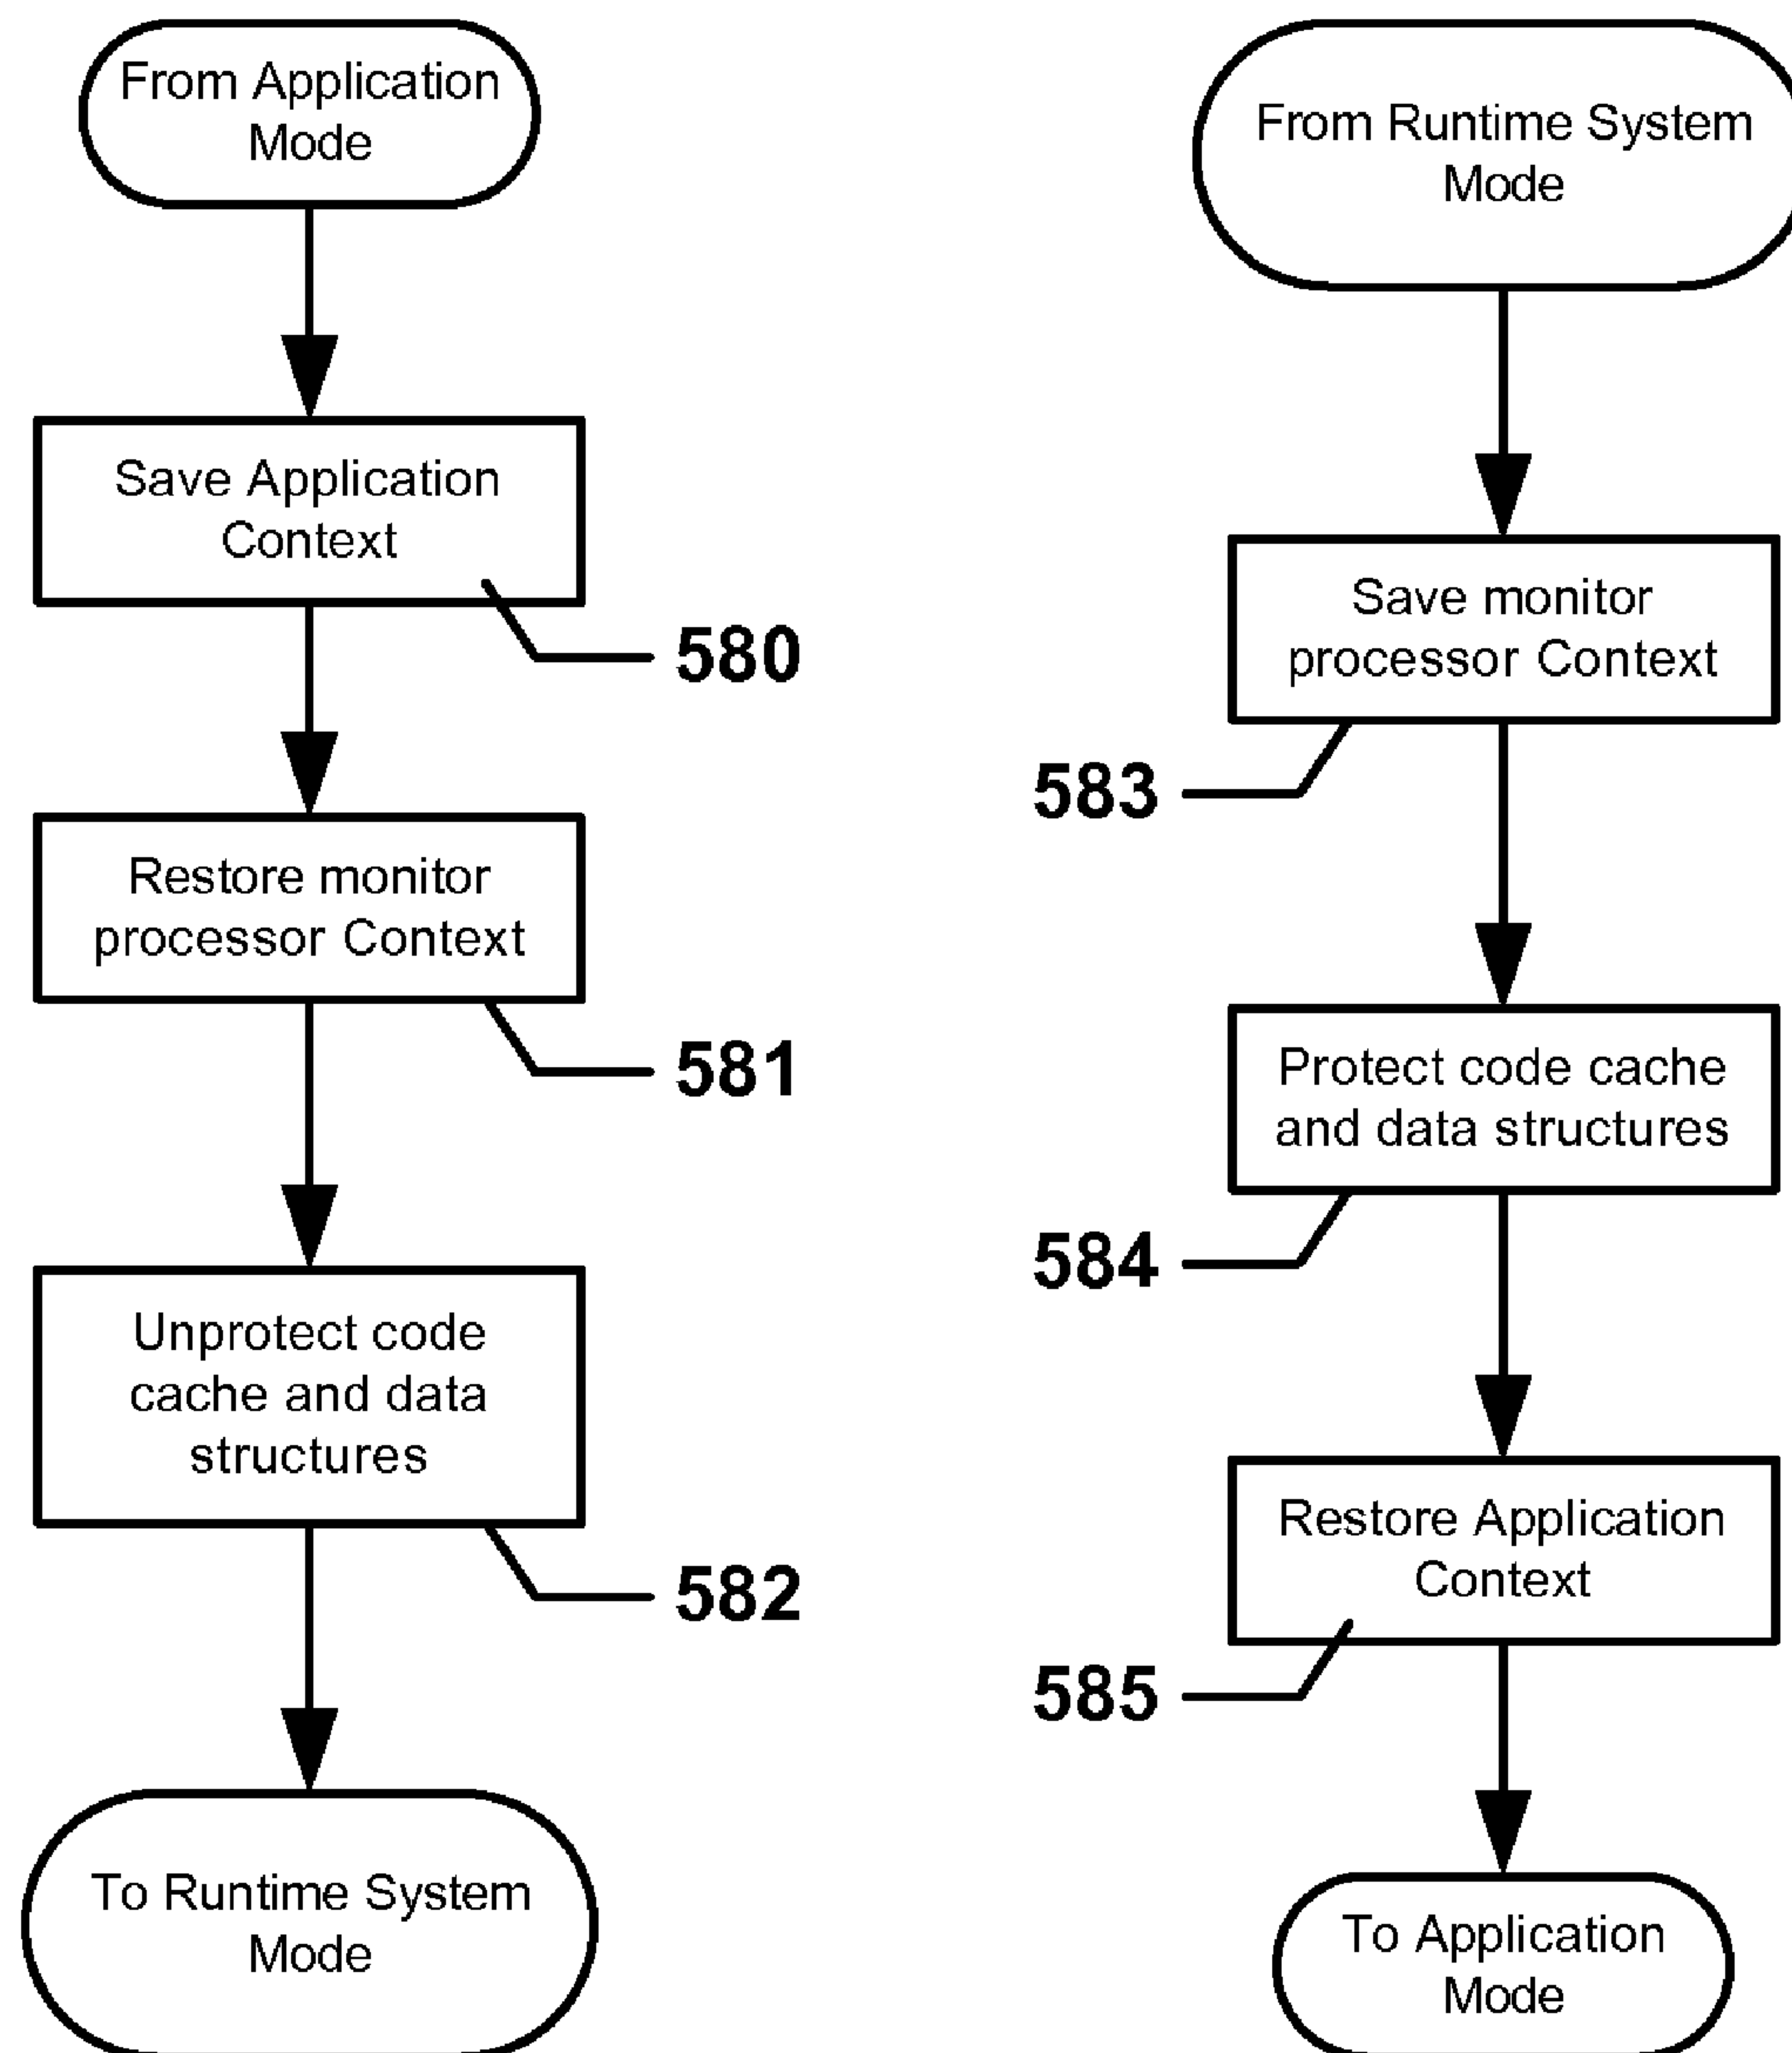 From Application
Mode
Save Application
Context
580
Restore monitor
processor Context
581
Unprotect code
cache and data
structures
582
To Runtime System
Mode
From Runtime System
Mode
Save monitor
processor Context
583
Protect code cache
and data structures
584
Restore Application
Context
585
To Application
Mode